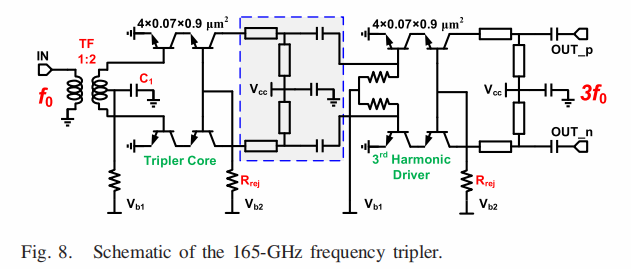 4×0.07×0.9 μm²
4×0.07×0.9 μm²
IN
TF
1:2
C₁
f₀
Vcc
OUT_p
Vcc
3f₀
OUT_n
Tripler Core
3rd Harmonic
Driver
Rrej
Rrej
Vb1
Vb2
Vb1
Vb2
Fig. 8. Schematic of the 165-GHz frequency tripler.